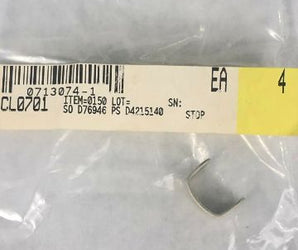 0713074-1
EA
4
CL0701
ITEM=0150 LOT= SN:
SO D76946 PS D4215140
STOP